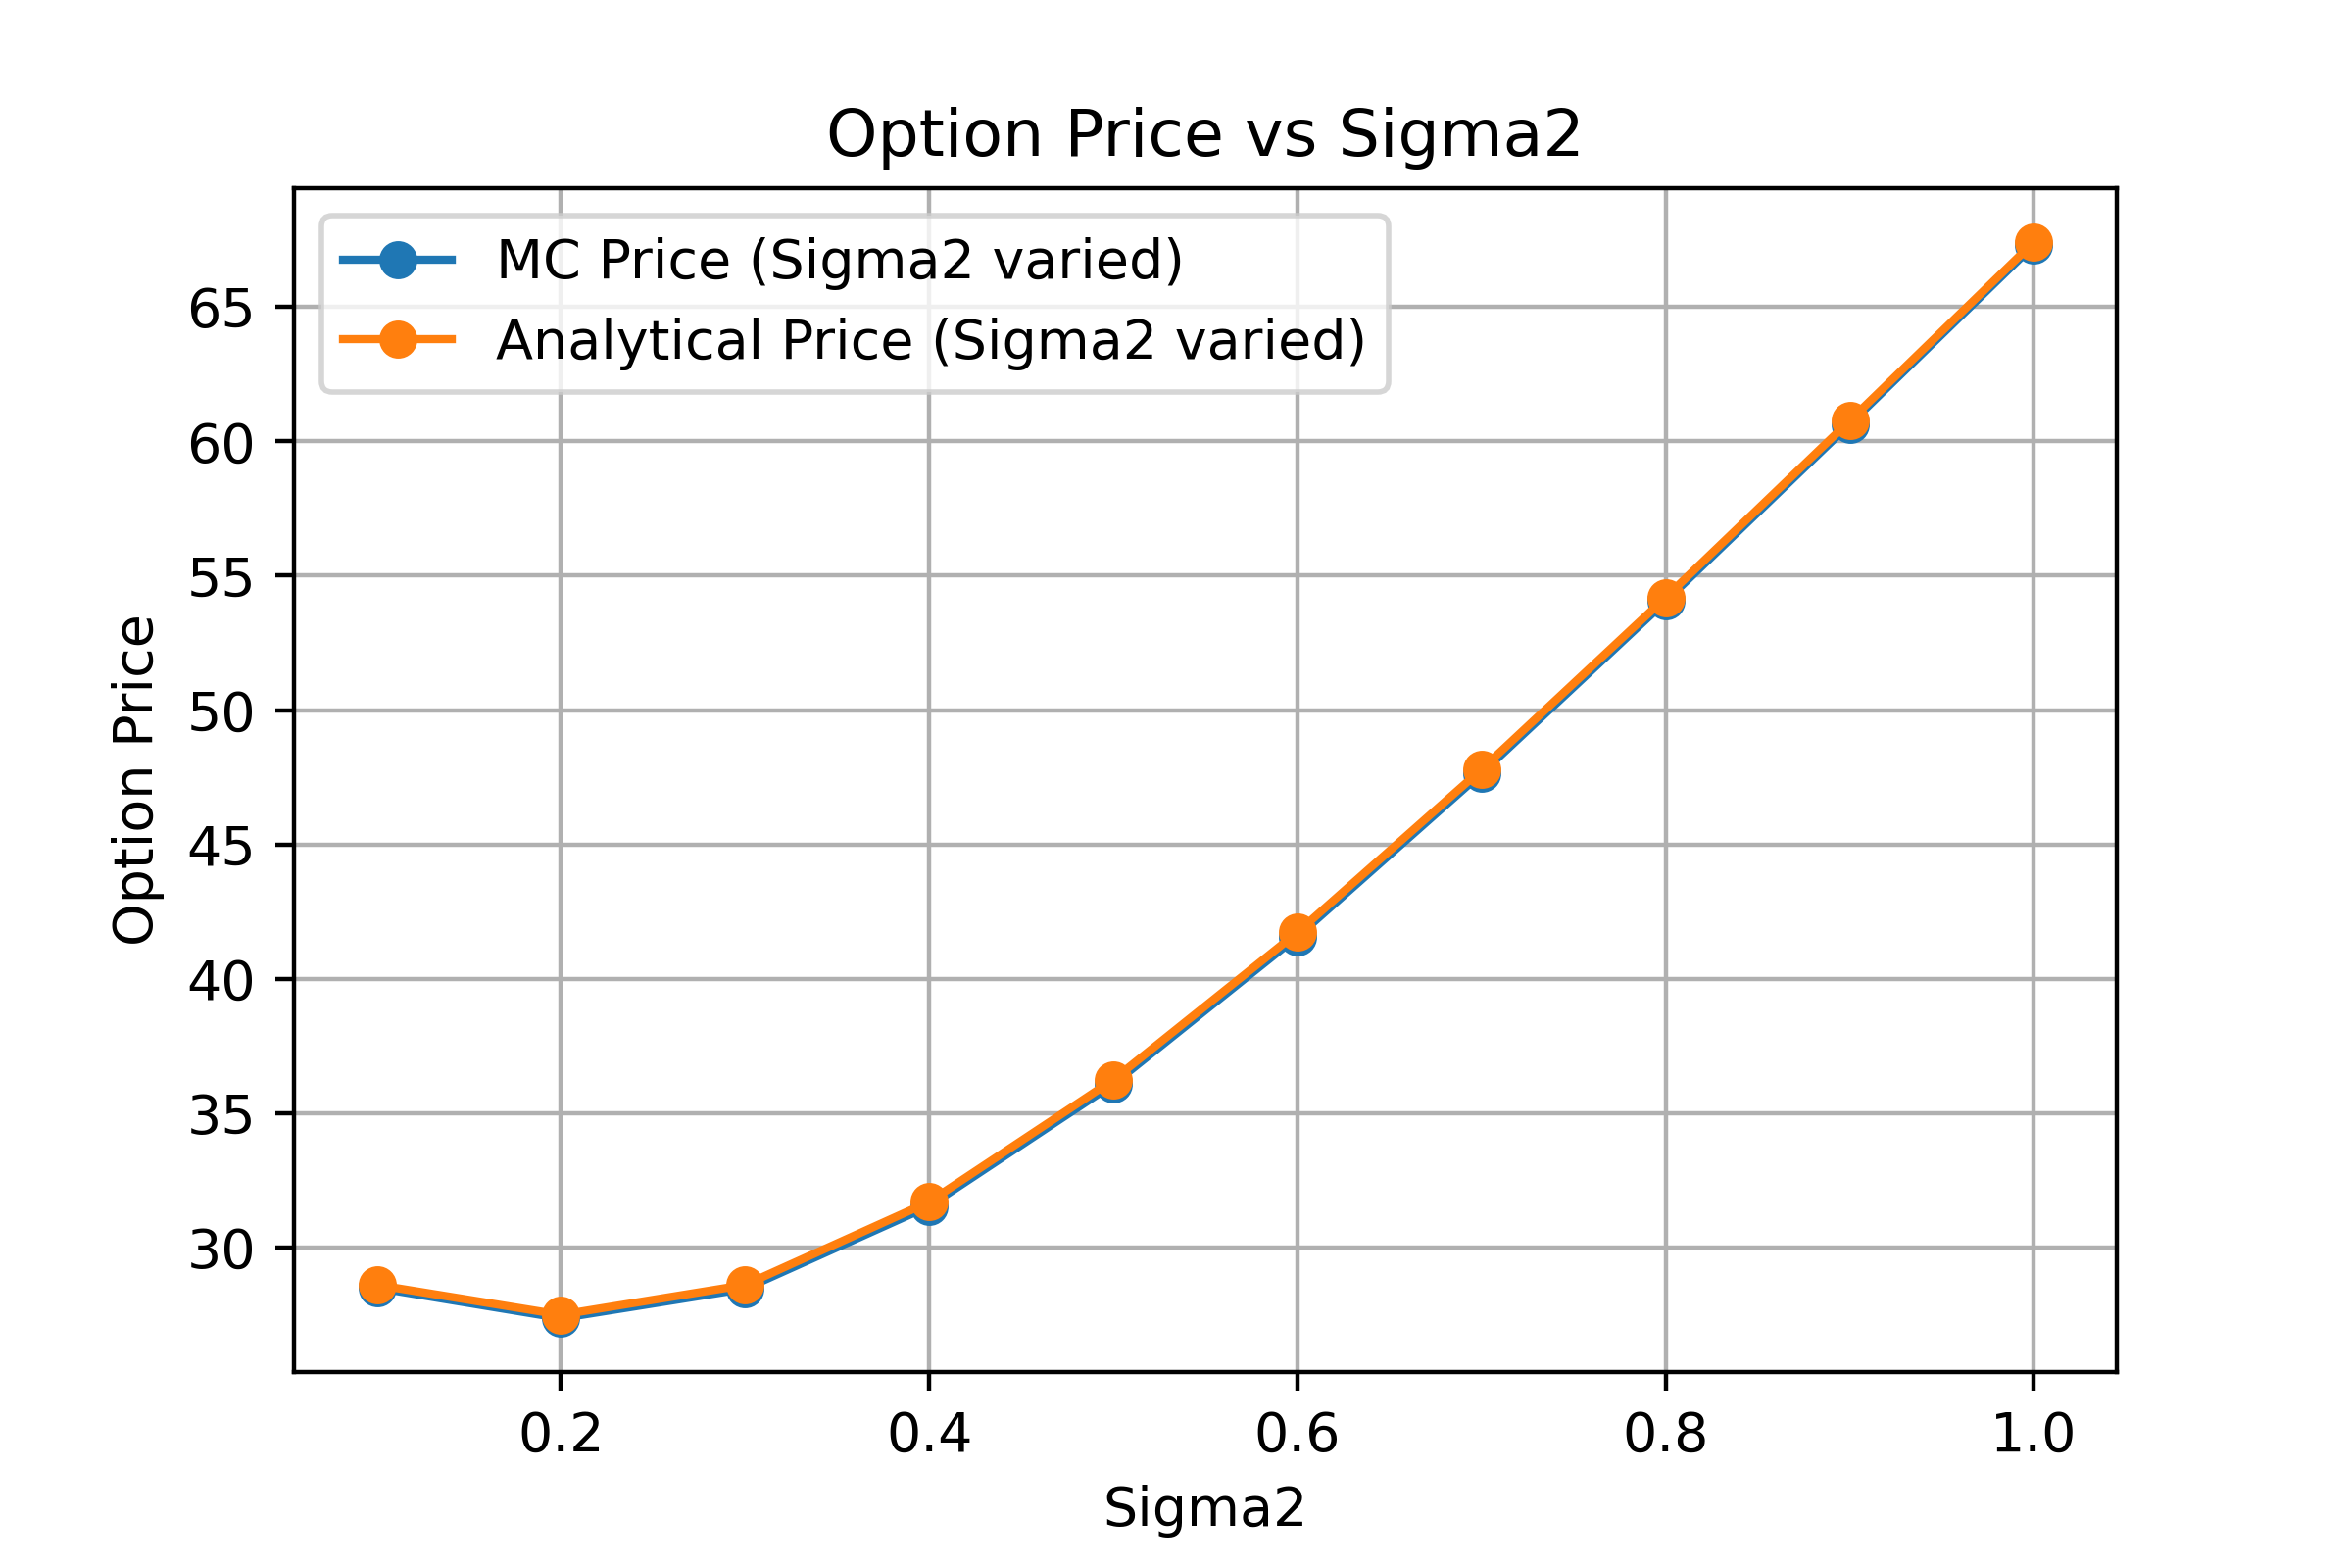 Option Price vs Sigma2
MC Price (Sigma2 varied)
Analytical Price (Sigma2 varied)
Option Price
65
60
55
50
45
40
35
30
0.2 0.4 0.6 0.8 1.0
Sigma2